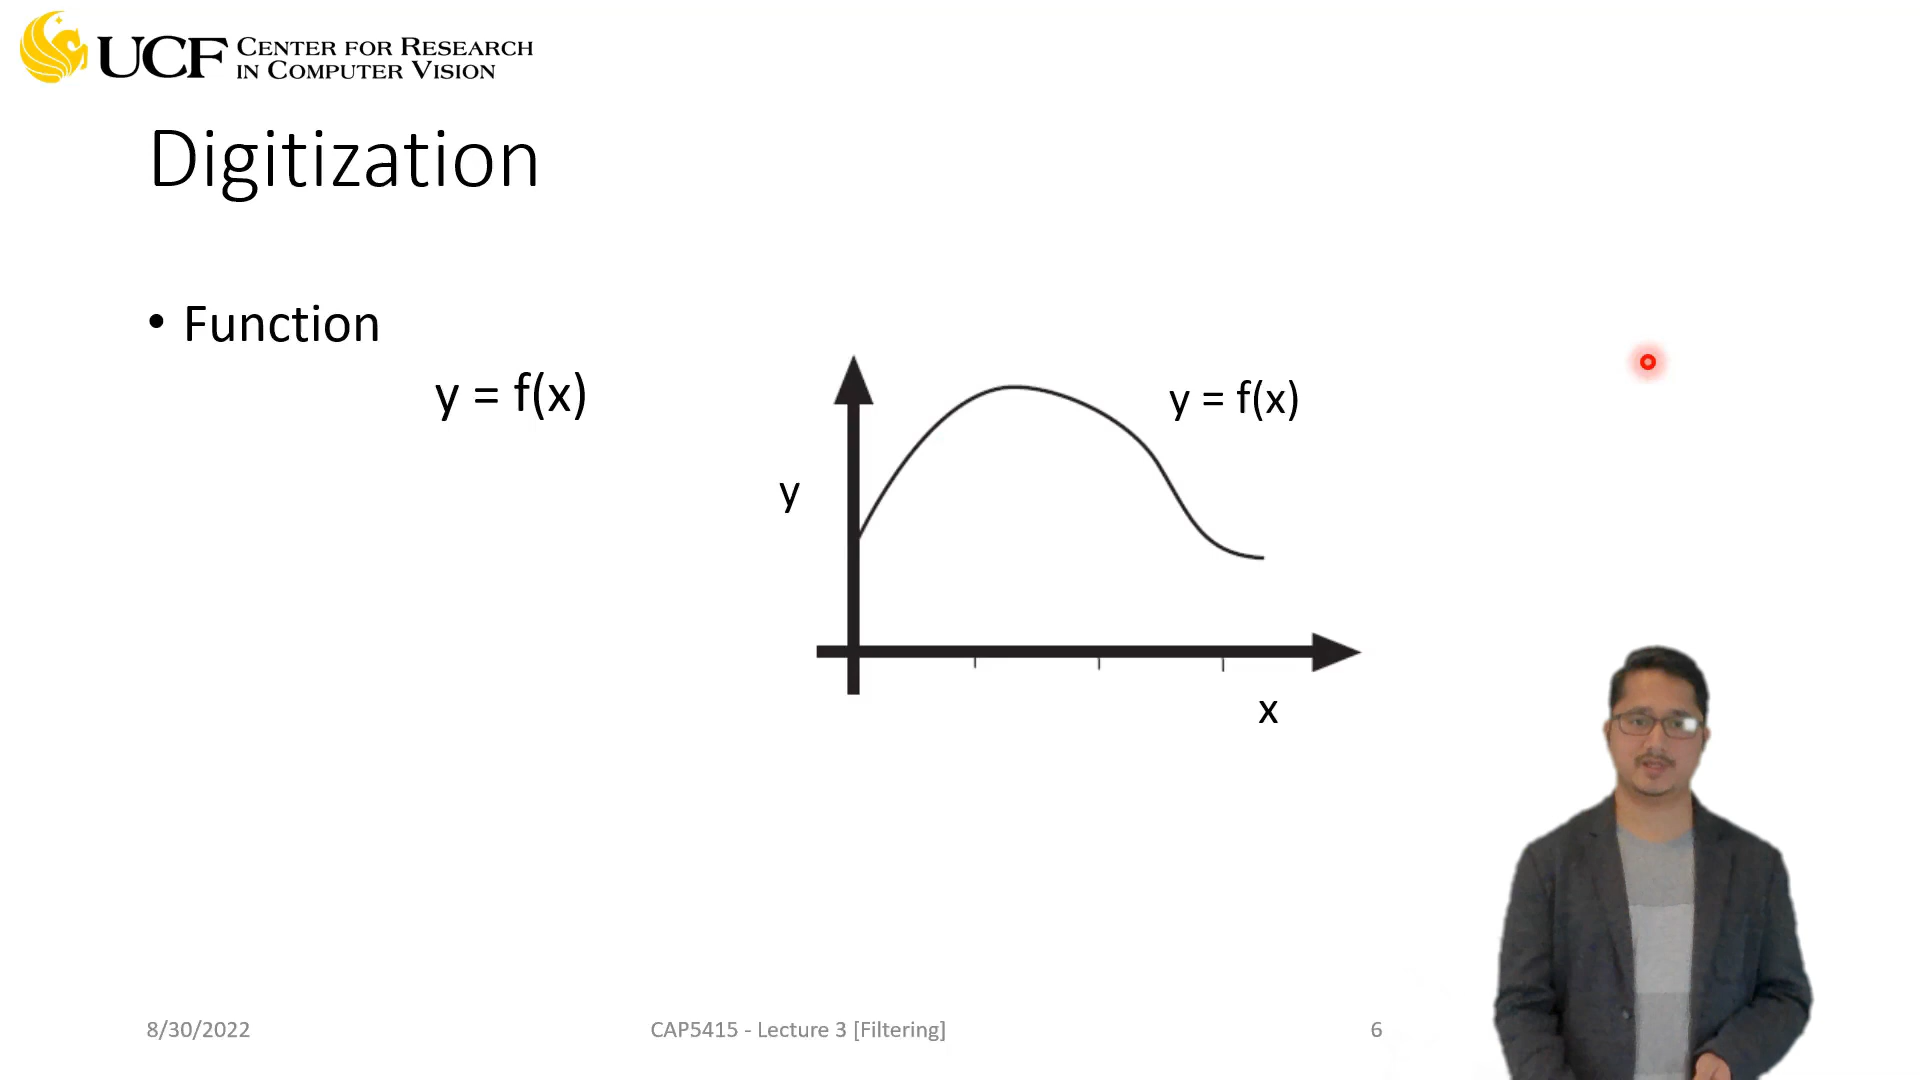 UCF CENTER FOR RESEARCH
IN COMPUTER VISION
Digitization
• Function
y = f(x)
y = f(x)
y
x
8/30/2022
CAP5415 - Lecture 3 [Filtering]
6